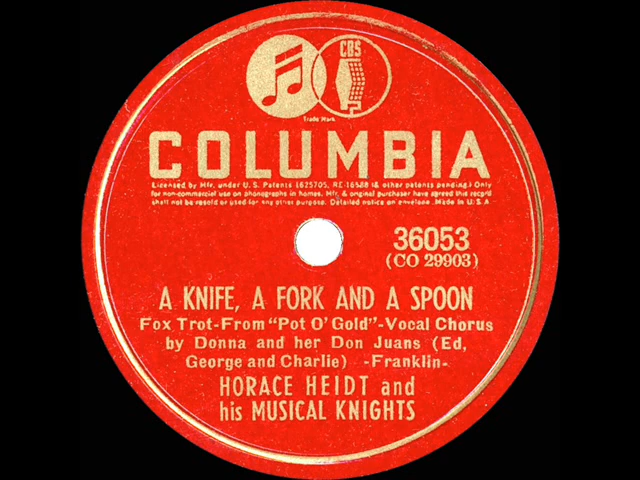 CBS
Trade Mark
COLUMBIA
Licensed by Mfr. under U. S. Patents 1625705, RE-16588 (& other patents pending) Only
for non-commercial use on phonographs in homes. Mfr. & original purchaser have agreed this record
shall not be resold or used for any other purpose. Detailed notice on envelope. Made in U.S.A.
36053
(CO 29903)
A KNIFE, A FORK AND A SPOON
Fox Trot-From "Pot O' Gold"-Vocal Chorus
by Donna and her Don Juans (Ed,
George and Charlie) -Franklin-
HORACE HEIDT and
his MUSICAL KNIGHTS